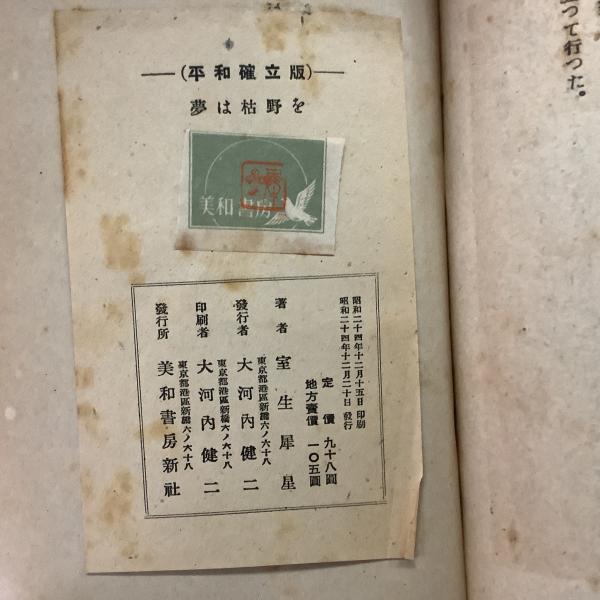 立つて行つた。
(平和確立版)
夢は枯野を
美和書房
昭和二十四年十二月十五日 印刷
昭和二十四年十二月二十日 發行
定價 九十八圓
地方賣價 一〇五圓
著者 室生犀星
東京都港區新橋六ノ六十八
發行者 大河內健二
東京都港區新橋六ノ六十八
印刷者 大河內健二
東京都港區新橋六ノ六十八
發行所 美和書房新社